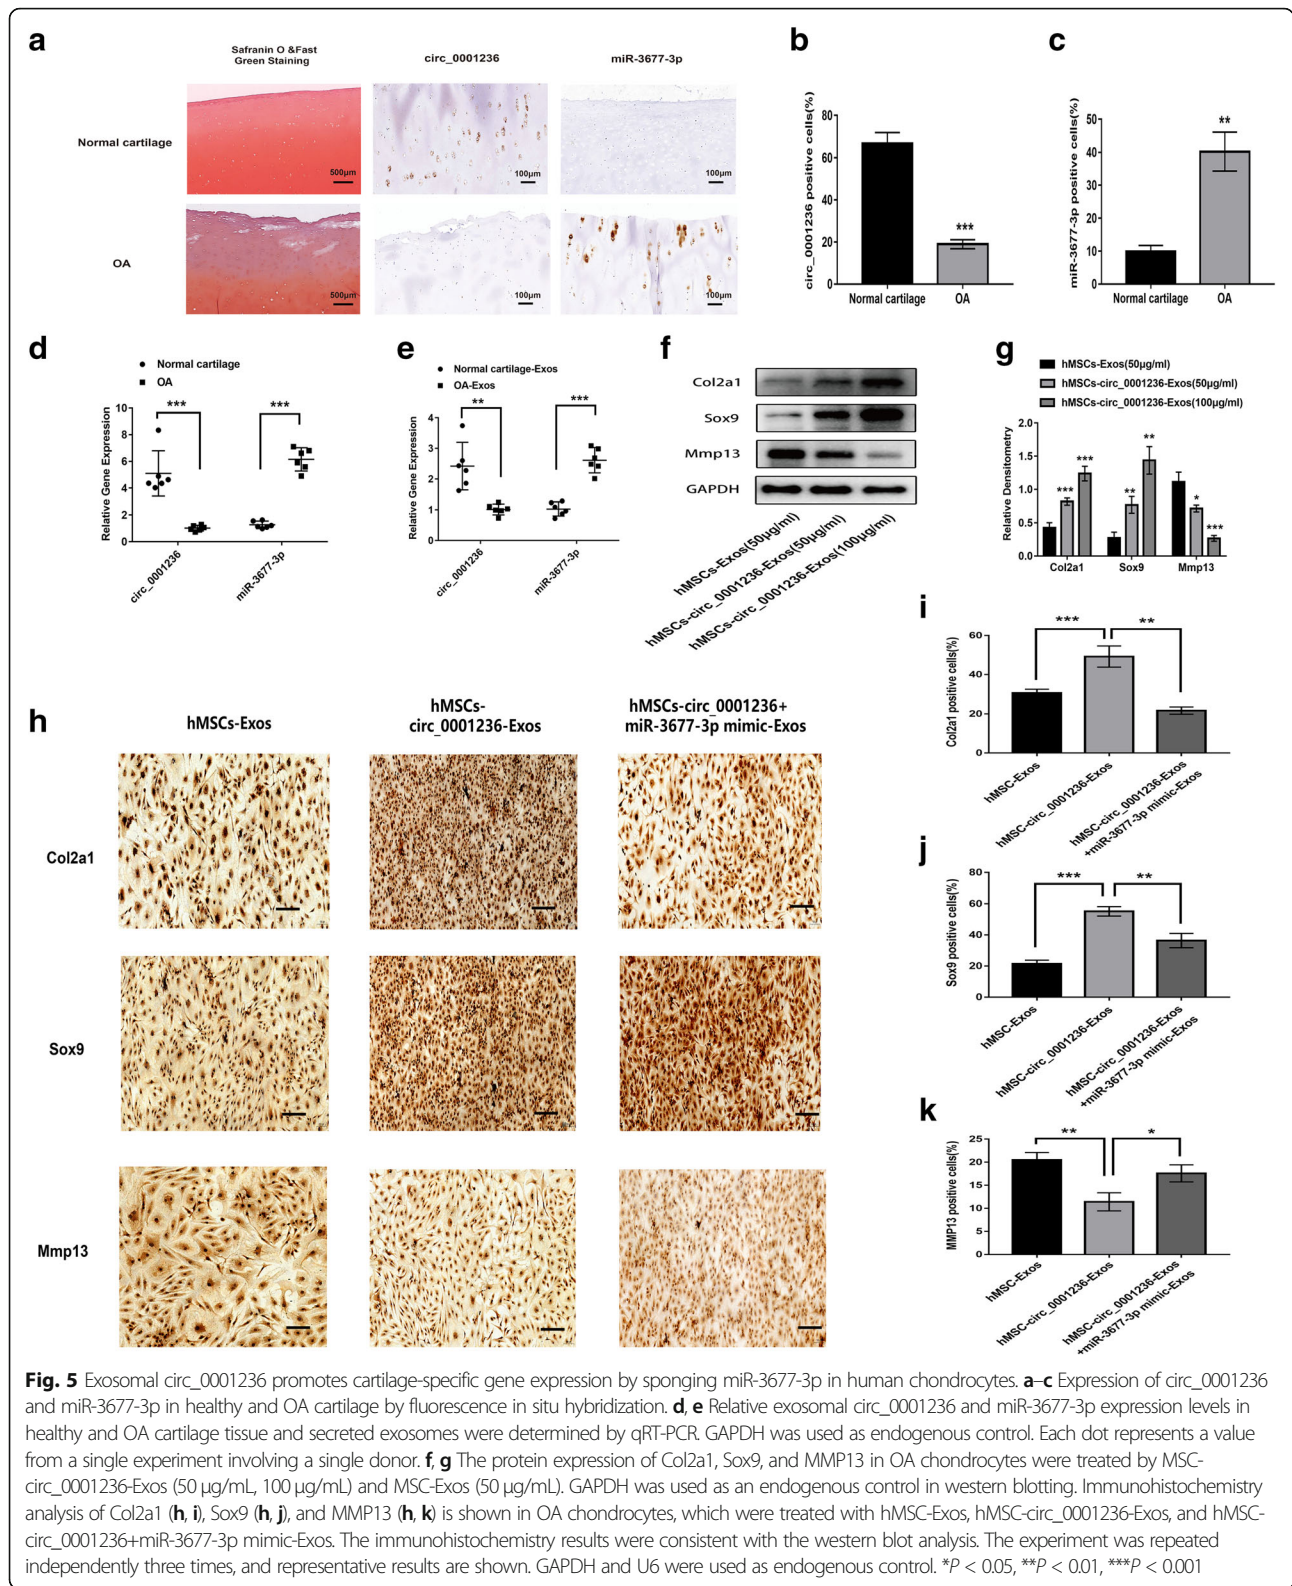 a
Safranin O &Fast
Green Staining
circ_0001236
miR-3677-3p
Normal cartilage
500μm
100μm
100μm
OA
500μm
100μm
100μm
b
circ_0001236 positive cells(%)
80
60
40
20
0
***
Normal cartilage
OA
c
miR-3677-3p positive cells(%)
50
40
30
20
10
0
**
Normal cartilage
OA
d
Normal cartilage
OA
Relative Gene Expression
10
8
6
4
2
0
***
***
circ_0001236
miR-3677-3p
e
Normal cartilage-Exos
OA-Exos
Relative Gene Expression
4
3
2
1
0
**
***
circ_0001236
miR-3677-3p
f
Col2a1
Sox9
Mmp13
GAPDH
hMSCs-Exos(50μg/ml)
hMSCs-circ_0001236-Exos(50μg/ml)
hMSCs-circ_0001236-Exos(100μg/ml)
g
hMSCs-Exos(50μg/ml)
hMSCs-circ_0001236-Exos(50μg/ml)
hMSCs-circ_0001236-Exos(100μg/ml)
Relative Densitometry
2.0
1.5
1.0
0.5
0.0
***
***
**
**
*
***
Col2a1
Sox9
Mmp13
h
hMSCs-Exos
hMSCs-
circ_0001236-Exos
hMSCs-circ_0001236+
miR-3677-3p mimic-Exos
Col2a1
Sox9
Mmp13
i
Col2a1 positive cells(%)
60
40
20
0
***
**
hMSC-Exos
hMSC-circ_0001236-Exos
hMSC-circ_0001236-Exos
+miR-3677-3p mimic-Exos
j
Sox9 positive cells(%)
80
60
40
20
0
***
**
hMSC-Exos
hMSC-circ_0001236-Exos
hMSC-circ_0001236-Exos
+miR-3677-3p mimic-Exos
k
MMP13 positive cells(%)
25
20
15
10
5
0
**
*
hMSC-Exos
hMSC-circ_0001236-Exos
hMSC-circ_0001236-Exos
+miR-3677-3p mimic-Exos
Fig. 5 Exosomal circ_0001236 promotes cartilage-specific gene expression by sponging miR-3677-3p in human chondrocytes. a–c Expression of circ_0001236
and miR-3677-3p in healthy and OA cartilage by fluorescence in situ hybridization. d, e Relative exosomal circ_0001236 and miR-3677-3p expression levels in
healthy and OA cartilage tissue and secreted exosomes were determined by qRT-PCR. GAPDH was used as endogenous control. Each dot represents a value
from a single experiment involving a single donor. f, g The protein expression of Col2a1, Sox9, and MMP13 in OA chondrocytes were treated by MSC-
circ_0001236-Exos (50 μg/mL, 100 μg/mL) and MSC-Exos (50 μg/mL). GAPDH was used as an endogenous control in western blotting. Immunohistochemistry
analysis of Col2a1 (h, i), Sox9 (h, j), and MMP13 (h, k) is shown in OA chondrocytes, which were treated with hMSC-Exos, hMSC-circ_0001236-Exos, and hMSC-
circ_0001236+miR-3677-3p mimic-Exos. The immunohistochemistry results were consistent with the western blot analysis. The experiment was repeated
independently three times, and representative results are shown. GAPDH and U6 were used as endogenous control. *P < 0.05, **P < 0.01, ***P < 0.001